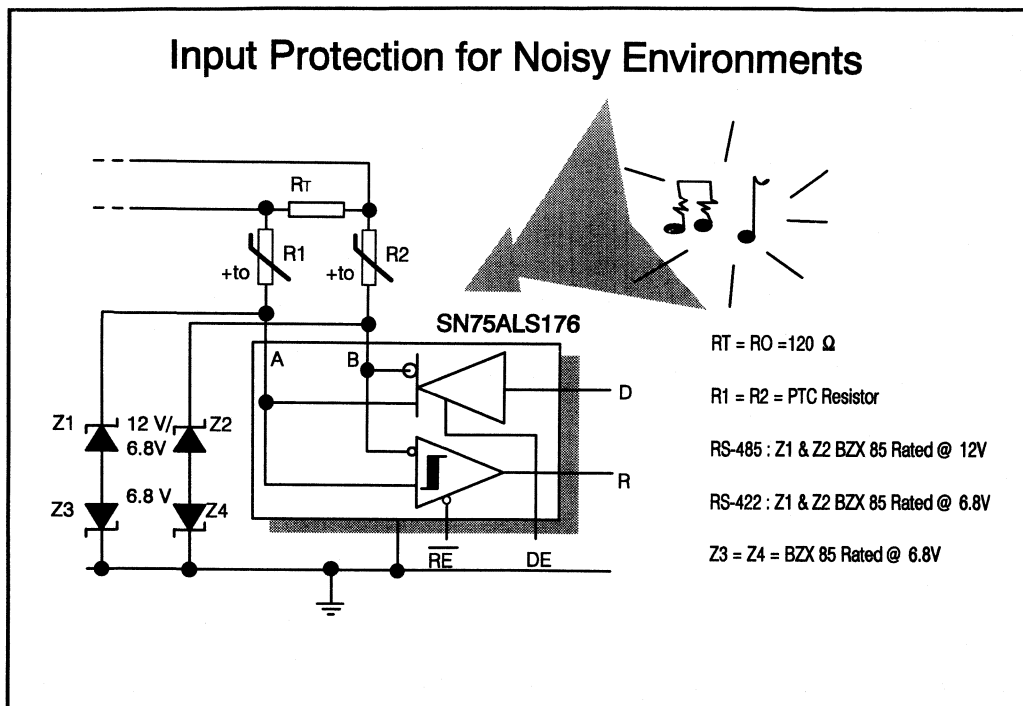 Input Protection for Noisy Environments
RT
R1
R2
+to
+to
SN75ALS176
A
B
D
R
Z1
12 V/
6.8V
Z2
Z3
6.8 V
Z4
R̅E̅
DE
RT = RO =120 Ω
R1 = R2 = PTC Resistor
RS-485 : Z1 & Z2 BZX 85 Rated @ 12V
RS-422 : Z1 & Z2 BZX 85 Rated @ 6.8V
Z3 = Z4 = BZX 85 Rated @ 6.8V